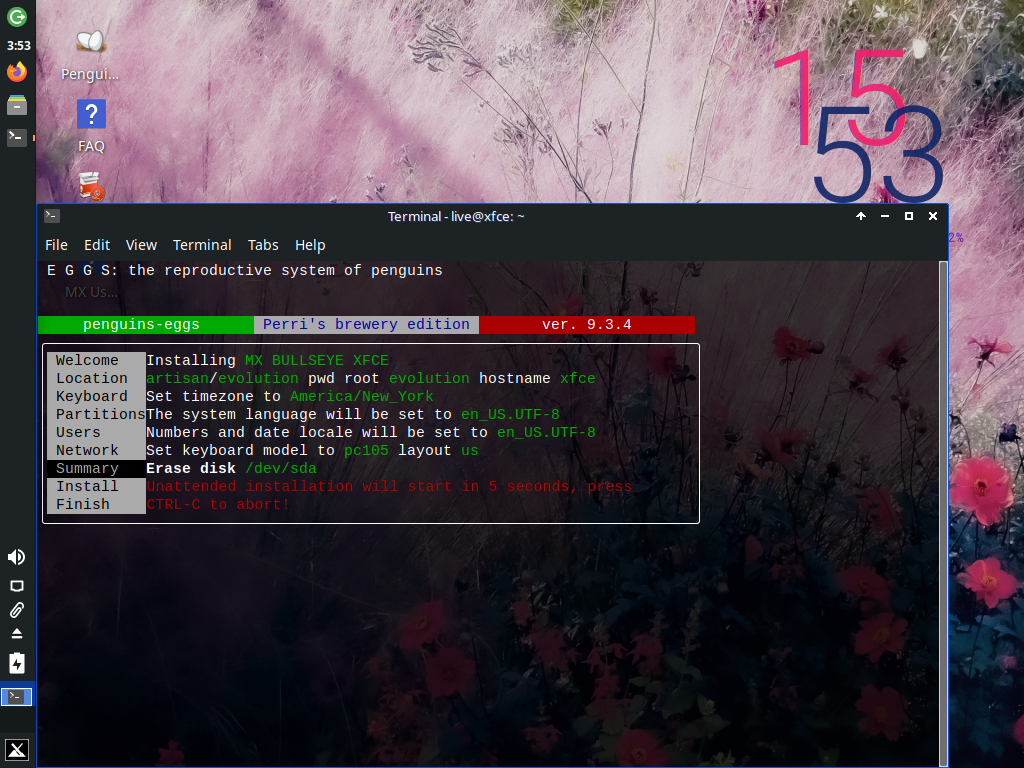 3:53
Pengui...
FAQ
15
53
2%
Terminal - live@xfce: ~
File Edit View Terminal Tabs Help
E G G S: the reproductive system of penguins
MX Us...
penguins-eggs Perri's brewery edition ver. 9.3.4
Welcome Installing MX BULLSEYE XFCE
Location artisan/evolution pwd root evolution hostname xfce
Keyboard Set timezone to America/New_York
Partitions The system language will be set to en_US.UTF-8
Users Numbers and date locale will be set to en_US.UTF-8
Network Set keyboard model to pc105 layout us
Summary Erase disk /dev/sda
Install Unattended installation will start in 5 seconds, press
Finish CTRL-C to abort!